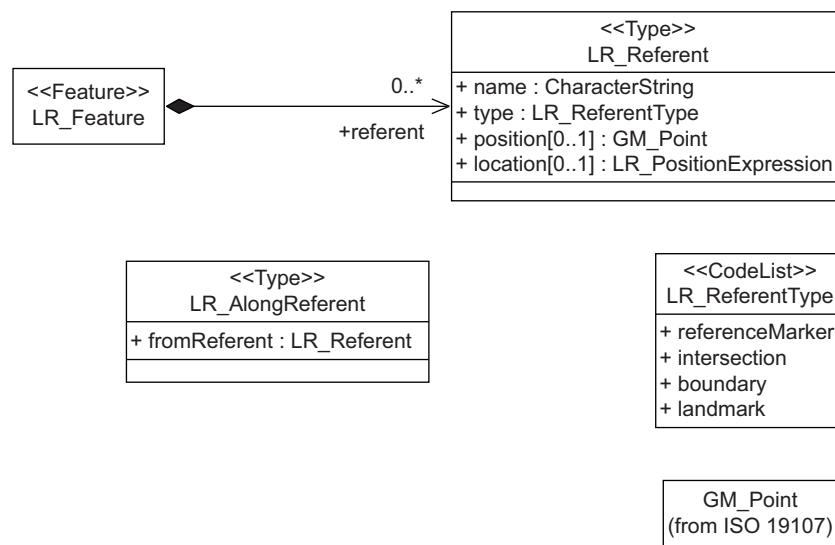 <<Feature>>
LR_Feature
0..*
+referent
<<Type>>
LR_Referent
+ name : CharacterString
+ type : LR_ReferentType
+ position[0..1] : GM_Point
+ location[0..1] : LR_PositionExpression
<<Type>>
LR_AlongReferent
+ fromReferent : LR_Referent
<<CodeList>>
LR_ReferentType
+ referenceMarker
+ intersection
+ boundary
+ landmark
GM_Point
(from ISO 19107)